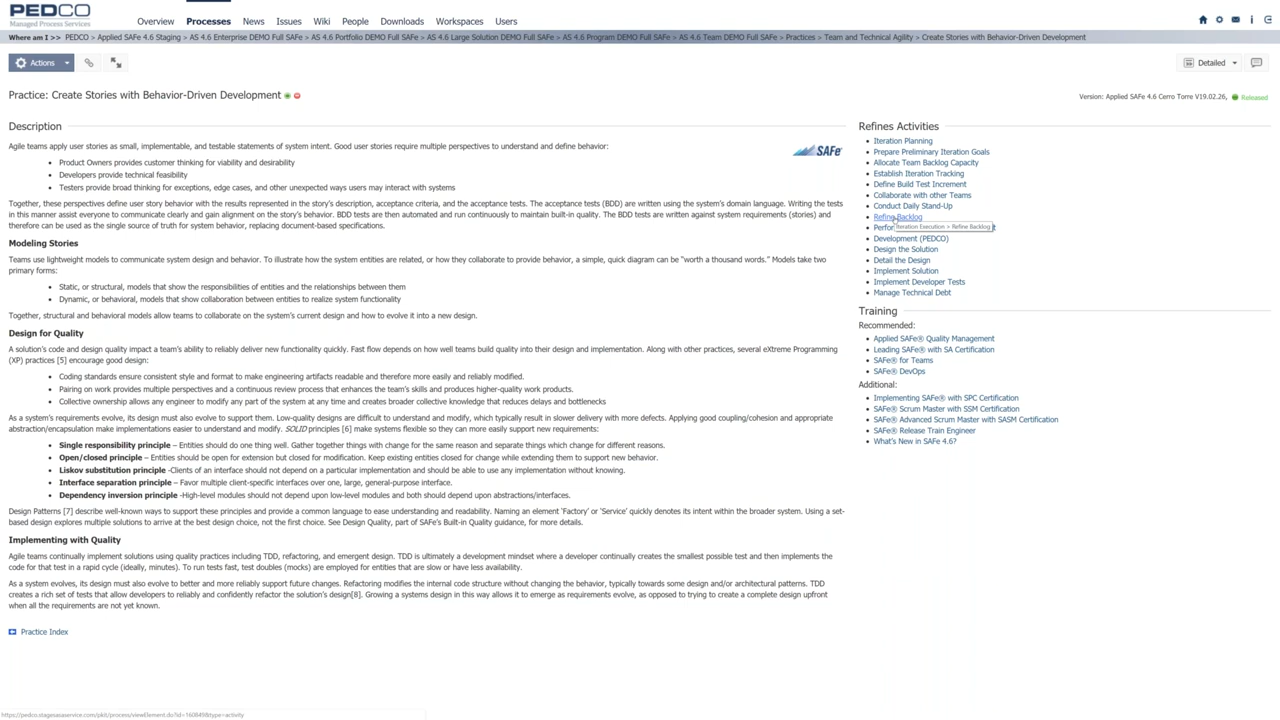 PEDCO
Managed Process Services
Overview Processes News Issues Wiki People Downloads Workspaces Users
Where am I >> PEDCO > Applied SAFe 4.6 Staging > AS 4.6 Enterprise DEMO Full SAFe > AS 4.6 Portfolio DEMO Full SAFe > AS 4.6 Large Solution DEMO Full SAFe > AS 4.6 Program DEMO Full SAFe > AS 4.6 Team DEMO Full SAFe > Practices > Team and Technical Agility > Create Stories with Behavior-Driven Development
Actions
Detailed
Practice: Create Stories with Behavior-Driven Development
Version: Applied SAFe 4.6 Cerro Torre V19.02.26, Released
Description
Agile teams apply user stories as small, implementable, and testable statements of system intent. Good user stories require multiple perspectives to understand and define behavior:
SAFe
• Product Owners provides customer thinking for viability and desirability
• Developers provide technical feasibility
• Testers provide broad thinking for exceptions, edge cases, and other unexpected ways users may interact with systems
Together, these perspectives define user story behavior with the results represented in the story's description, acceptance criteria, and the acceptance tests. The acceptance tests (BDD) are written using the system's domain language. Writing the tests
in this manner assist everyone to communicate clearly and gain alignment on the story's behavior. BDD tests are then automated and run continuously to maintain built-in quality. The BDD tests are written against system requirements (stories) and
therefore can be used as the single source of truth for system behavior, replacing document-based specifications.
Modeling Stories
Teams use lightweight models to communicate system design and behavior. To illustrate how the system entities are related, or how they collaborate to provide behavior, a simple, quick diagram can be "worth a thousand words." Models take two
primary forms:
• Static, or structural, models that show the responsibilities of entities and the relationships between them
• Dynamic, or behavioral, models that show collaboration between entities to realize system functionality
Together, structural and behavioral models allow teams to collaborate on the system's current design and how to evolve it into a new design.
Design for Quality
A solution's code and design quality impact a team's ability to reliably deliver new functionality quickly. Fast flow depends on how well teams build quality into their design and implementation. Along with other practices, several eXtreme Programming
(XP) practices [5] encourage good design:
• Coding standards ensure consistent style and format to make engineering artifacts readable and therefore more easily and reliably modified.
• Pairing on work provides multiple perspectives and a continuous review process that enhances the team's skills and produces higher-quality work products.
• Collective ownership allows any engineer to modify any part of the system at any time and creates broader collective knowledge that reduces delays and bottlenecks
As a system's requirements evolve, its design must also evolve to support them. Low-quality designs are difficult to understand and modify, which typically result in slower delivery with more defects. Applying good coupling/cohesion and appropriate
abstraction/encapsulation make implementations easier to understand and modify. SOLID principles [6] make systems flexible so they can more easily support new requirements:
• Single responsibility principle – Entities should do one thing well. Gather together things with change for the same reason and separate things which change for different reasons.
• Open/closed principle – Entities should be open for extension but closed for modification. Keep existing entities closed for change while extending them to support new behavior.
• Liskov substitution principle -Clients of an interface should not depend on a particular implementation and should be able to use any implementation without knowing.
• Interface separation principle – Favor multiple client-specific interfaces over one, large, general-purpose interface.
• Dependency inversion principle -High-level modules should not depend upon low-level modules and both should depend upon abstractions/interfaces.
Design Patterns [7] describe well-known ways to support these principles and provide a common language to ease understanding and readability. Naming an element 'Factory' or 'Service' quickly denotes its intent within the broader system. Using a set-
based design explores multiple solutions to arrive at the best design choice, not the first choice. See Design Quality, part of SAFe's Built-in Quality guidance, for more details.
Implementing with Quality
Agile teams continually implement solutions using quality practices including TDD, refactoring, and emergent design. TDD is ultimately a development mindset where a developer continually creates the smallest possible test and then implements the
code for that test in a rapid cycle (ideally, minutes). To run tests fast, test doubles (mocks) are employed for entities that are slow or have less availability.
As a system evolves, its design must also evolve to better and more reliably support future changes. Refactoring modifies the internal code structure without changing the behavior, typically towards some design and/or architectural patterns. TDD
creates a rich set of tests that allow developers to reliably and confidently refactor the solution's design[8]. Growing a systems design in this way allows it to emerge as requirements evolve, as opposed to trying to create a complete design upfront
when all the requirements are not yet known.
Practice Index
Refines Activities
• Iteration Planning
• Prepare Preliminary Iteration Goals
• Allocate Team Backlog Capacity
• Establish Iteration Tracking
• Define Build Test Increment
• Collaborate with other Teams
• Conduct Daily Stand-Up
• Refine Backlog
Iteration Execution > Refine Backlog
• Development (PEDCO)
• Design the Solution
• Detail the Design
• Implement Solution
• Implement Developer Tests
• Manage Technical Debt
Training
Recommended:
• Applied SAFe® Quality Management
• Leading SAFe® with SA Certification
• SAFe® for Teams
• SAFe® DevOps
Additional:
• Implementing SAFe® with SPC Certification
• SAFe® Scrum Master with SSM Certification
• SAFe® Advanced Scrum Master with SASM Certification
• SAFe® Release Train Engineer
• What's New in SAFe 4.6?